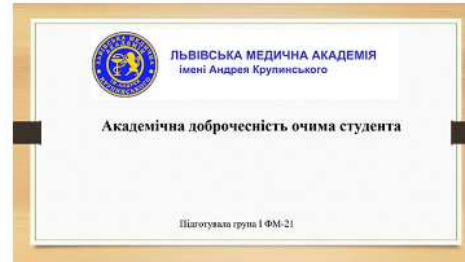 ЛЬВІВСЬКА МЕДИЧНА АКАДЕМІЯ
імені Андрея Крупинського
Академічна доброчесність очима студента
Підготувала група І ФМ-21